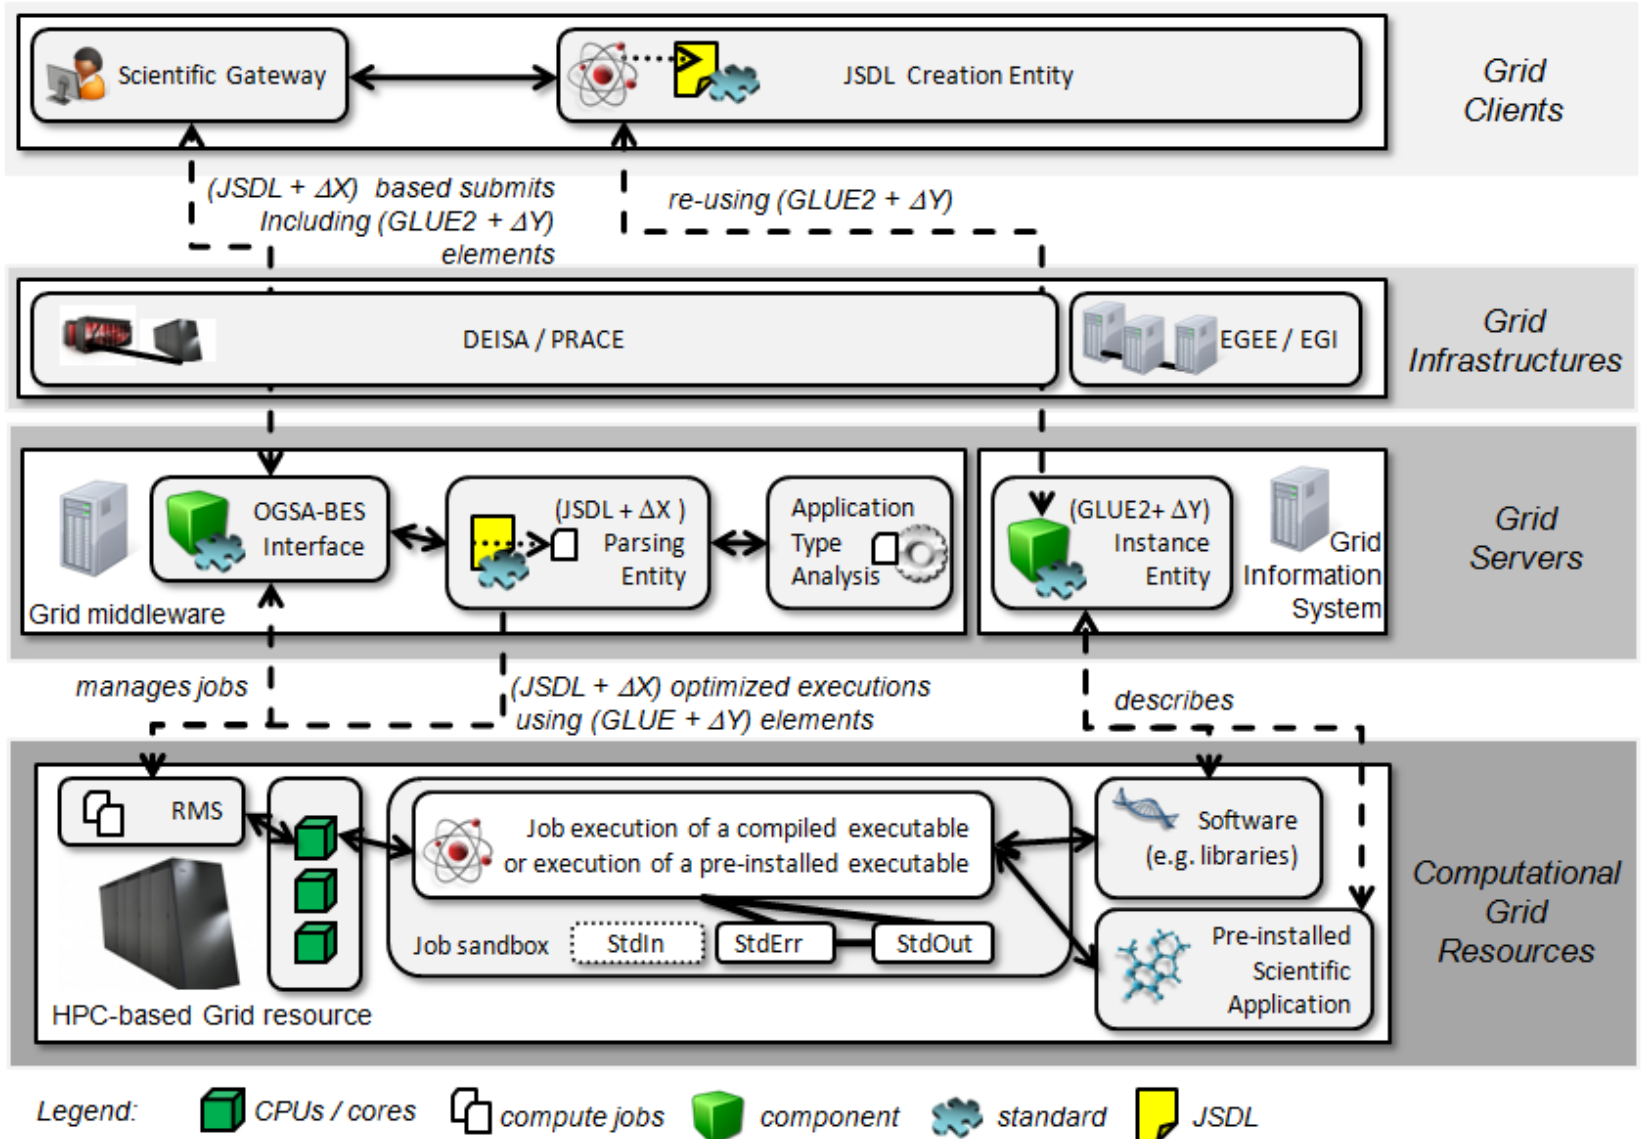 Scientific Gateway
JSDL Creation Entity
Grid
Clients
(JSDL + ΔX) based submits
Including (GLUE2 + ΔY)
elements
re-using (GLUE2 + ΔY)
DEISA / PRACE
EGEE / EGI
Grid
Infrastructures
OGSA-BES
Interface
(JSDL + ΔX )
Parsing
Entity
Application
Type
Analysis
Grid middleware
(GLUE2+ ΔY)
Instance
Entity
Grid
Information
System
Grid
Servers
manages jobs
(JSDL + ΔX) optimized executions
using (GLUE + ΔY) elements
describes
RMS
HPC-based Grid resource
Job execution of a compiled executable
or execution of a pre-installed executable
Job sandbox
StdIn
StdErr
StdOut
Software
(e.g. libraries)
Pre-installed
Scientific
Application
Computational
Grid
Resources
Legend:
CPUs / cores
compute jobs
component
standard
JSDL